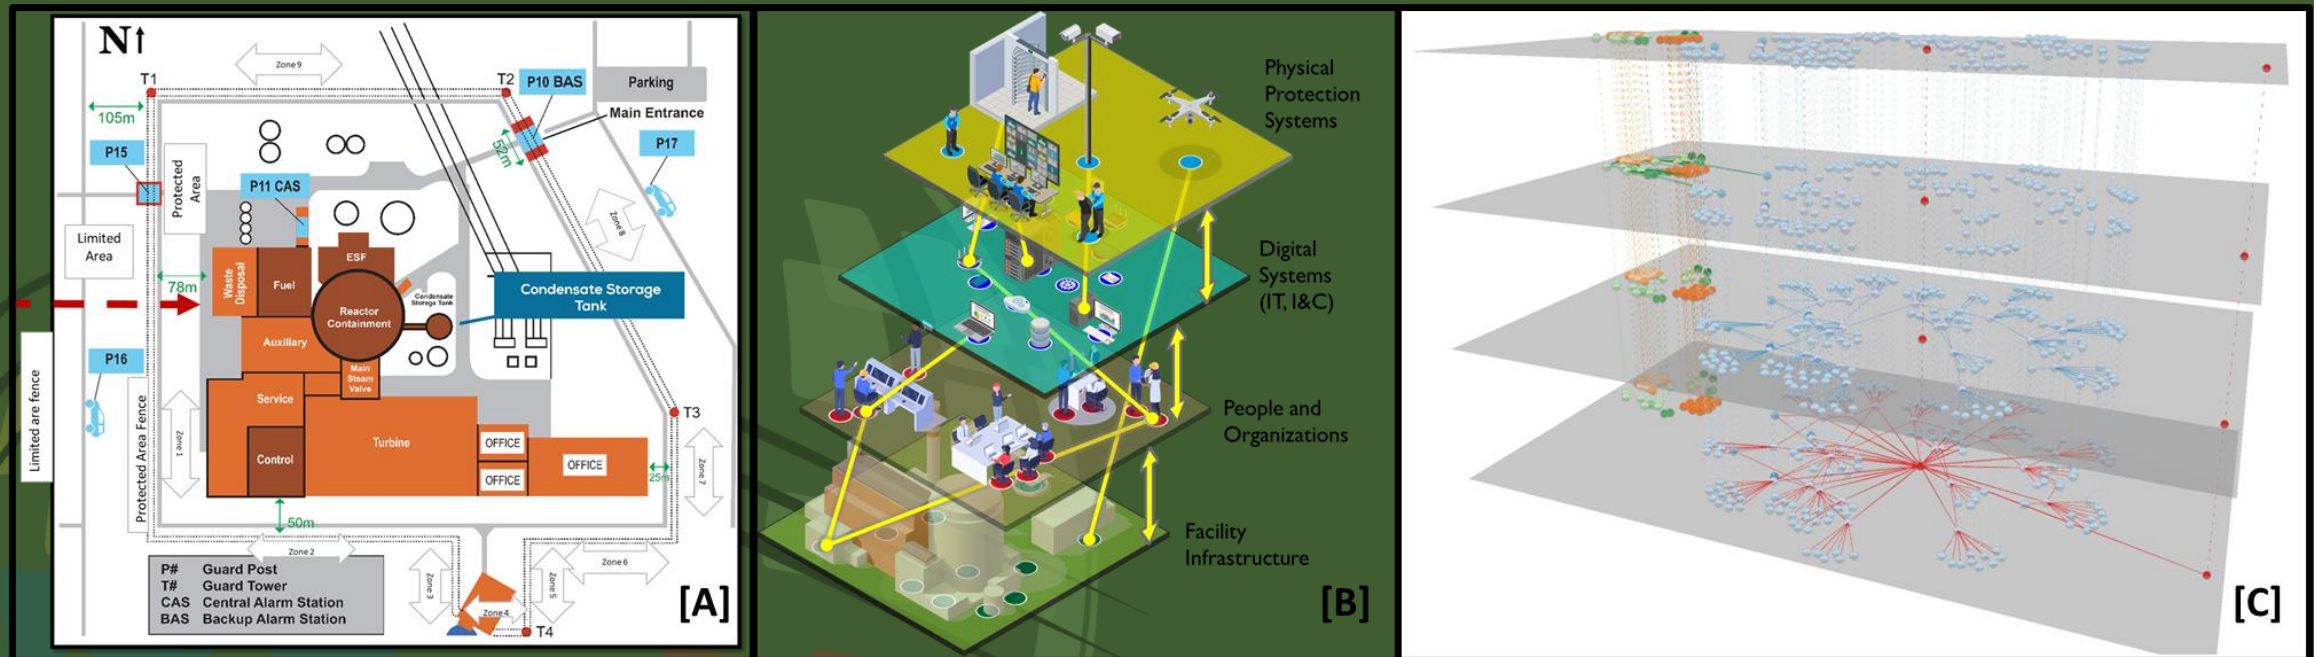 N↑
Zone 9
T1
T2
P10 BAS
Parking
Main Entrance
105m
P15
52m
P17
Protected
Area
P11 CAS
Zone 8
Limited
Area
78m
Waste
Disposal
Fuel
ESF
Reactor
Containment
Condensate
Storage Tank
Condensate Storage
Tank
Limited are fence
P16
Auxiliary
Main
Steam
Valve
Service
Zone 1
Protected Area Fence
Control
Turbine
OFFICE
OFFICE
OFFICE
T3
25m
Zone 7
50m
Zone 2
Zone 3
Zone 4
Zone 5
Zone 6
T4
P# Guard Post
T# Guard Tower
CAS Central Alarm Station
BAS Backup Alarm Station
[A]
Physical
Protection
Systems
Digital
Systems
(IT, I&C)
People and
Organizations
Facility
Infrastructure
[B]
[C]